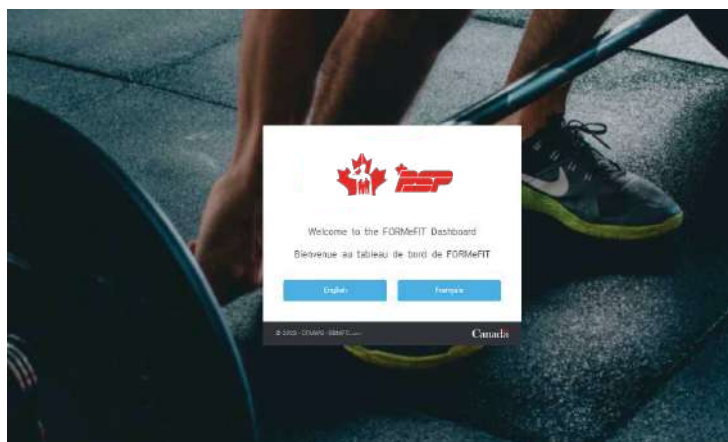 PSP
Welcome to the FORMeFIT Dashboard
Bienvenue au tableau de bord de FORMeFIT
English Français
Canada